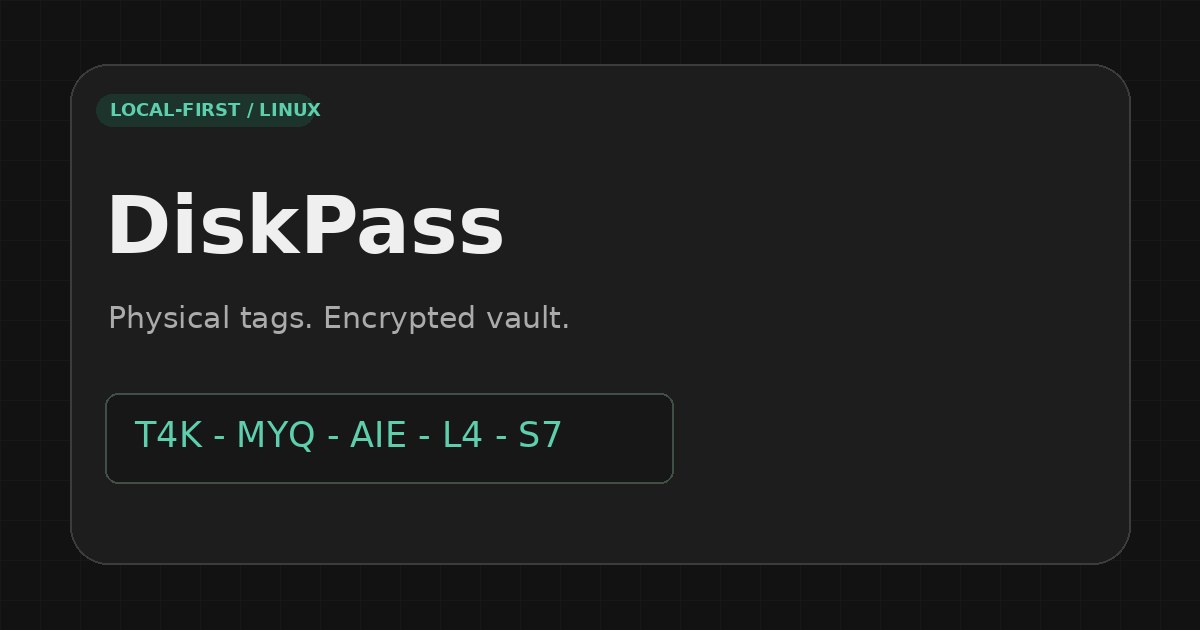 LOCAL-FIRST / LINUX
DiskPass
Physical tags. Encrypted vault.
T4K - MYQ - AIE - L4 - S7